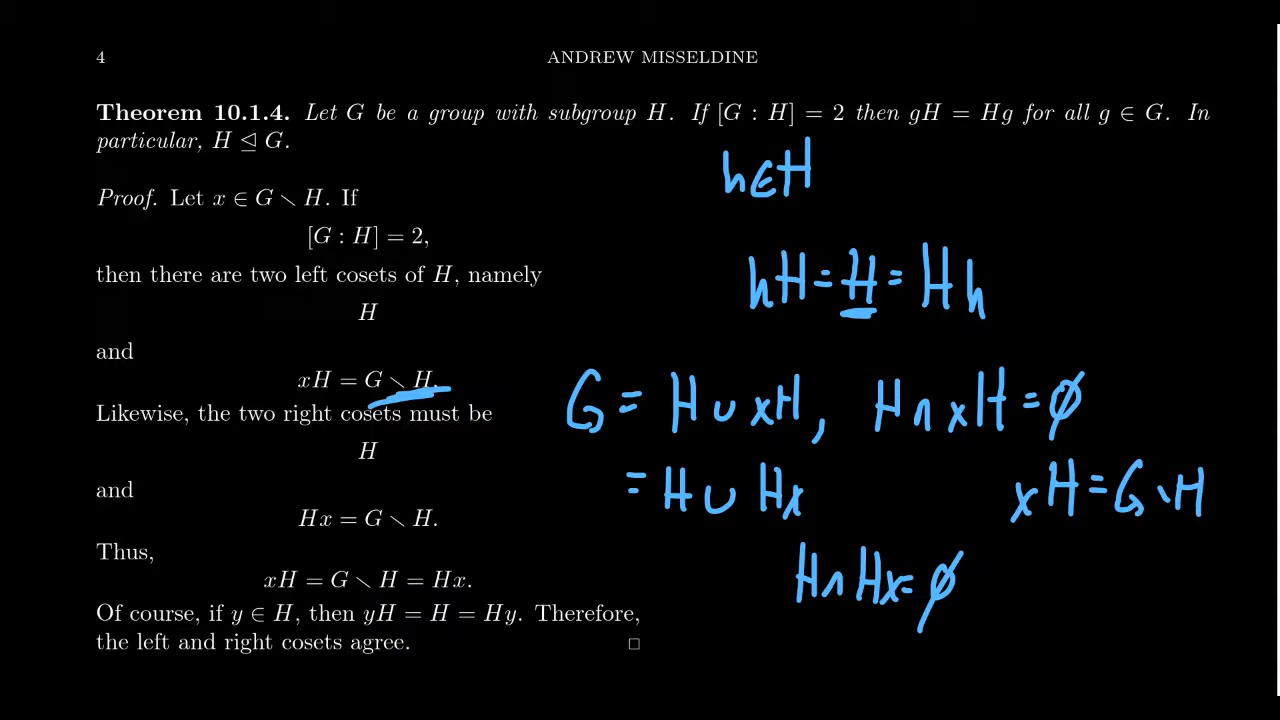 4 ANDREW MISSELDINE
Theorem 10.1.4. Let G be a group with subgroup H. If [G : H] = 2 then gH = Hg for all g ∈ G. In
particular, H ⊴ G.
h∈H
Proof. Let x ∈ G ∖ H. If
[G : H] = 2,
then there are two left cosets of H, namely
H
hH = H = Hh
and
xH = G ∖ H.
Likewise, the two right cosets must be
H
G = H ∪ xH, H ∩ xH = ∅
and
= H ∪ Hx
xH = G ∖ H
Hx = G ∖ H.
Thus,
xH = G ∖ H = Hx.
H ∩ Hx = ∅
Of course, if y ∈ H, then yH = H = Hy. Therefore,
the left and right cosets agree. □